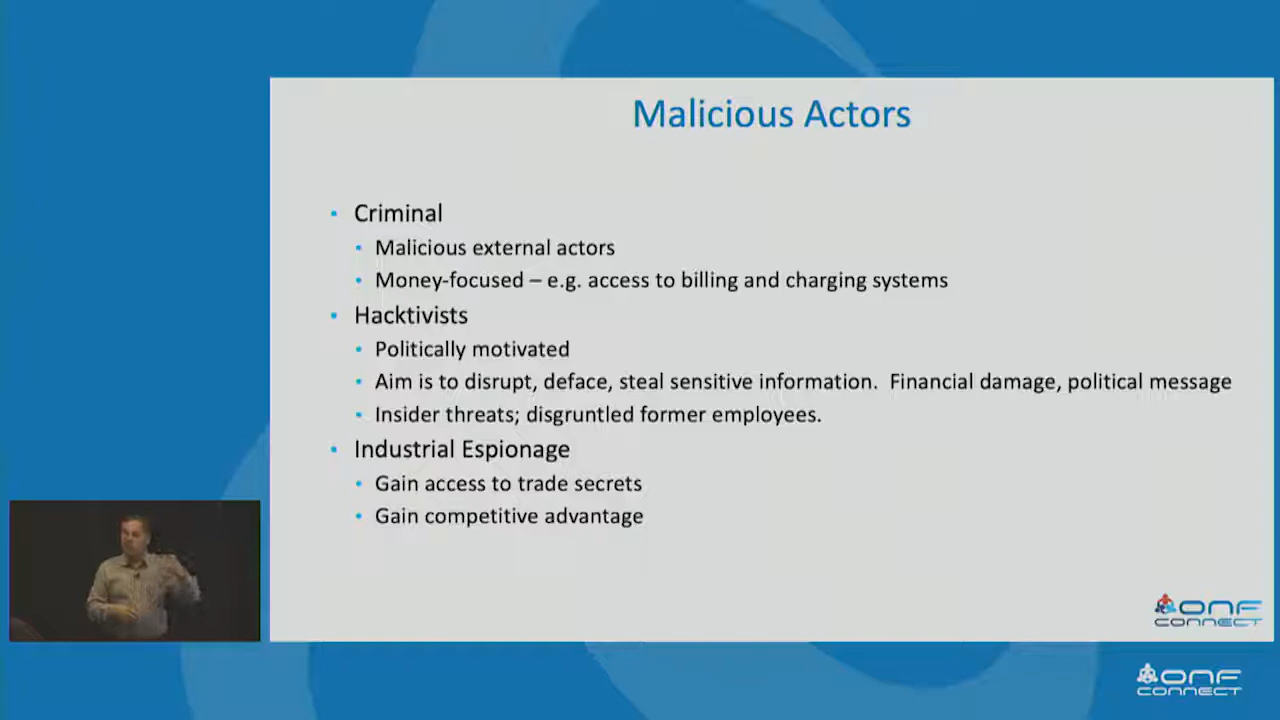 Malicious Actors
• Criminal
• Malicious external actors
• Money-focused – e.g. access to billing and charging systems
• Hacktivists
• Politically motivated
• Aim is to disrupt, deface, steal sensitive information.  Financial damage, political message
• Insider threats; disgruntled former employees.
• Industrial Espionage
• Gain access to trade secrets
• Gain competitive advantage
ONF
CONNECT
ONF
CONNECT